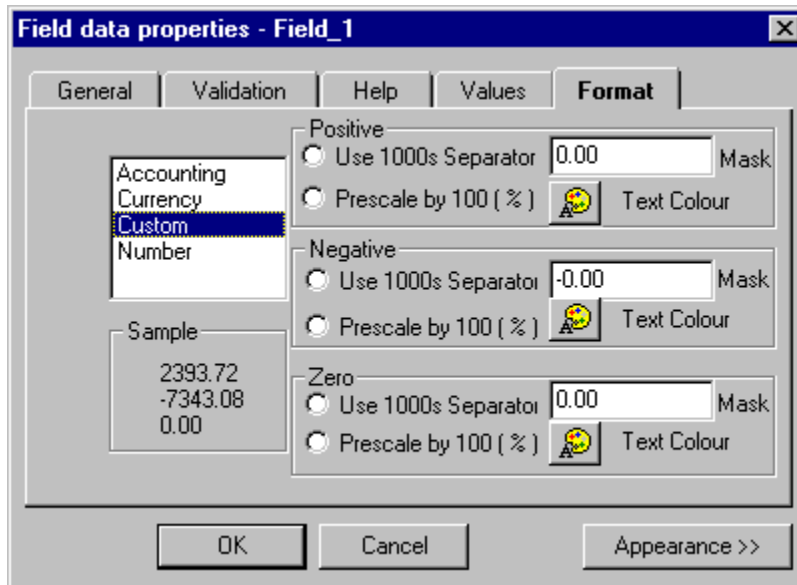 Field data properties - Field_1
General Validation Help Values Format
Accounting
Currency
Custom
Number
Sample
2393.72
-7343.08
0.00
Positive
Use 1000s Separator 0.00 Mask
Prescale by 100 ( % ) Text Colour
Negative
Use 1000s Separator -0.00 Mask
Prescale by 100 ( % ) Text Colour
Zero
Use 1000s Separator 0.00 Mask
Prescale by 100 ( % ) Text Colour
OK Cancel Appearance >>